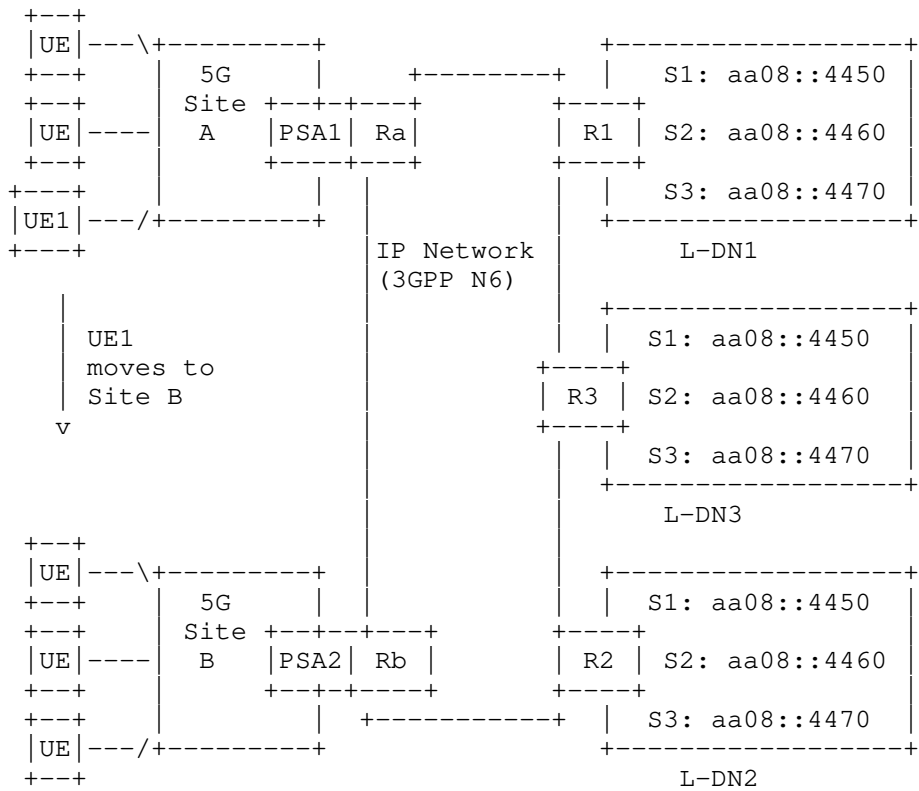 UE
5G
Site
UE A PSA1 Ra R1
S1: aa08::4450
S2: aa08::4460
S3: aa08::4470
UE1
L-DN1
IP Network
(3GPP N6)
UE1
moves to
Site B
v
S1: aa08::4450
R3 S2: aa08::4460
S3: aa08::4470
L-DN3
UE
5G
Site
UE B PSA2 Rb R2
S1: aa08::4450
S2: aa08::4460
S3: aa08::4470
UE
L-DN2